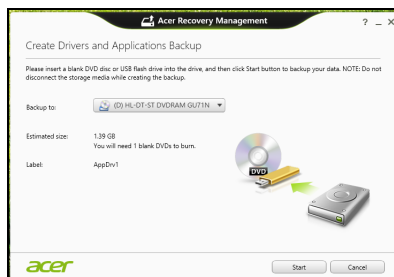 Acer Recovery Management
? _ X
Create Drivers and Applications Backup
Please insert a blank DVD disc or USB flash drive into the drive, and then click Start button to backup your data. NOTE: Do not
disconnect the storage media while creating the backup.
Backup to: (D) HL-DT-ST DVDRAM GU71N
Estimated size: 1.39 GB
You will need 1 blank DVDs to burn.
Label: AppDrv1
DVD
acer
Start Cancel